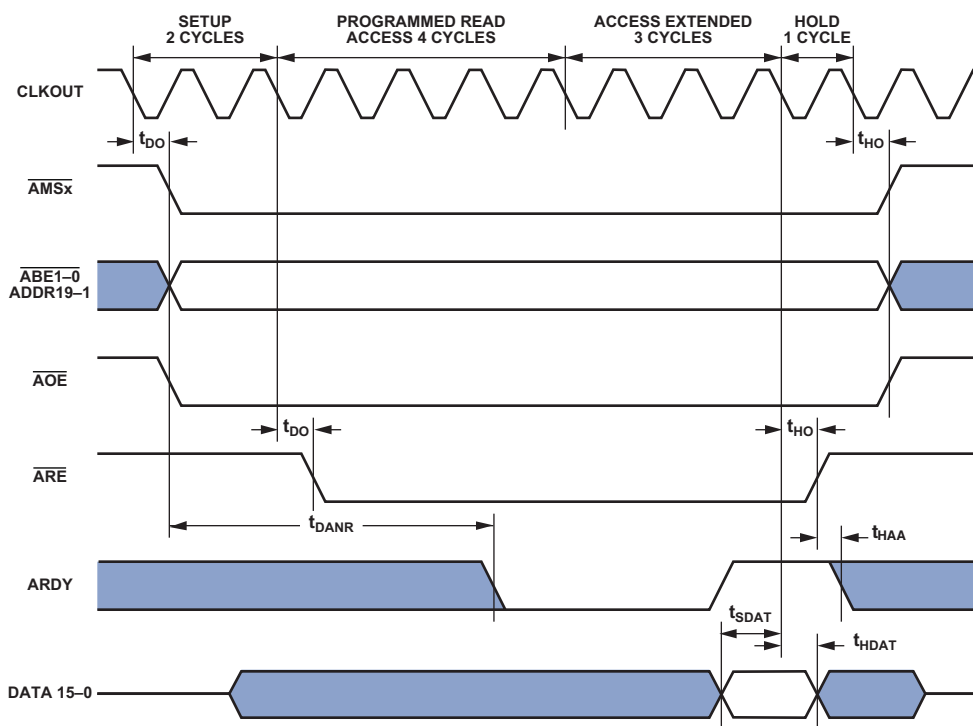 SETUP
2 CYCLES
PROGRAMMED READ
ACCESS 4 CYCLES
ACCESS EXTENDED
3 CYCLES
HOLD
1 CYCLE
CLKOUT
tDO
tHO
AMSx
ABE1–0
ADDR19–1
AOE
tDO
tHO
ARE
tDANR
tHAA
ARDY
tSDAT
tHDAT
DATA 15–0